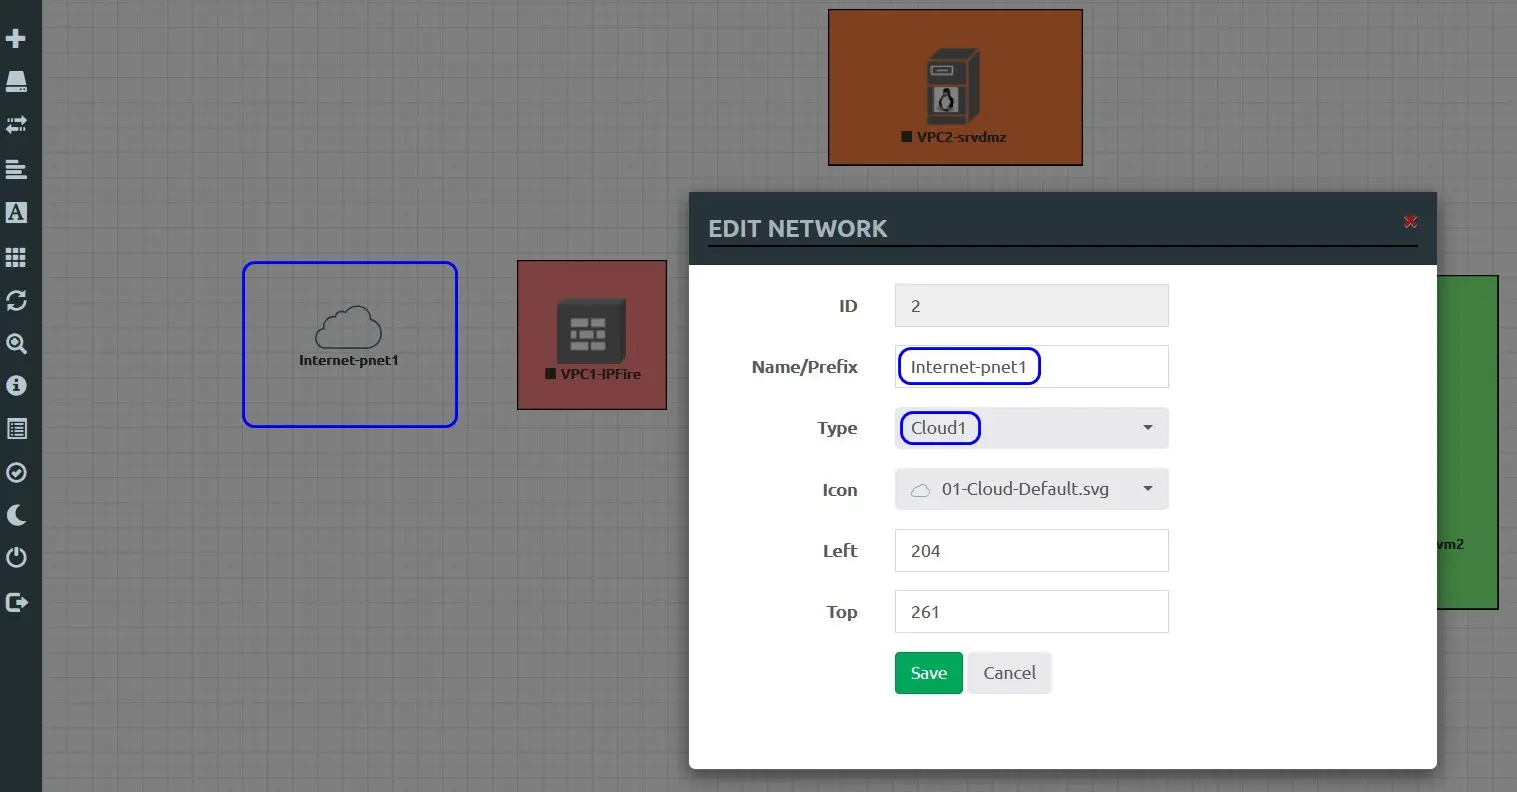 VPC2-srvdmz
Internet-pnet1
VPC1-IPFire
EDIT NETWORK
ID
2
Name/Prefix
Internet-pnet1
Type
Cloud1
Icon
01-Cloud-Default.svg
Left
204
Top
261
Save
Cancel
vm2